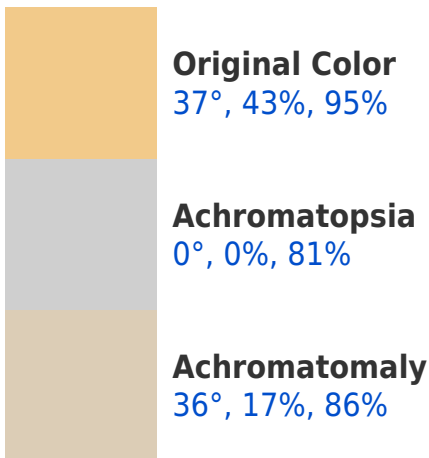 Original Color
37°, 43%, 95%
Achromatopsia
0°, 0%, 81%
Achromatomaly
36°, 17%, 86%